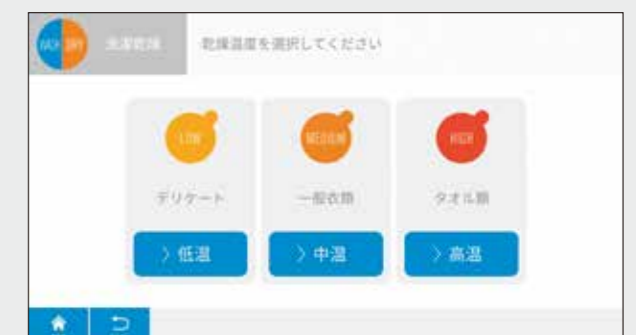 WASH DRY
洗濯乾燥
乾燥温度を選択してください
LOW
MEDIUM
HIGH
デリケート
一般衣類
タオル類
〉低温
〉中温
〉高温